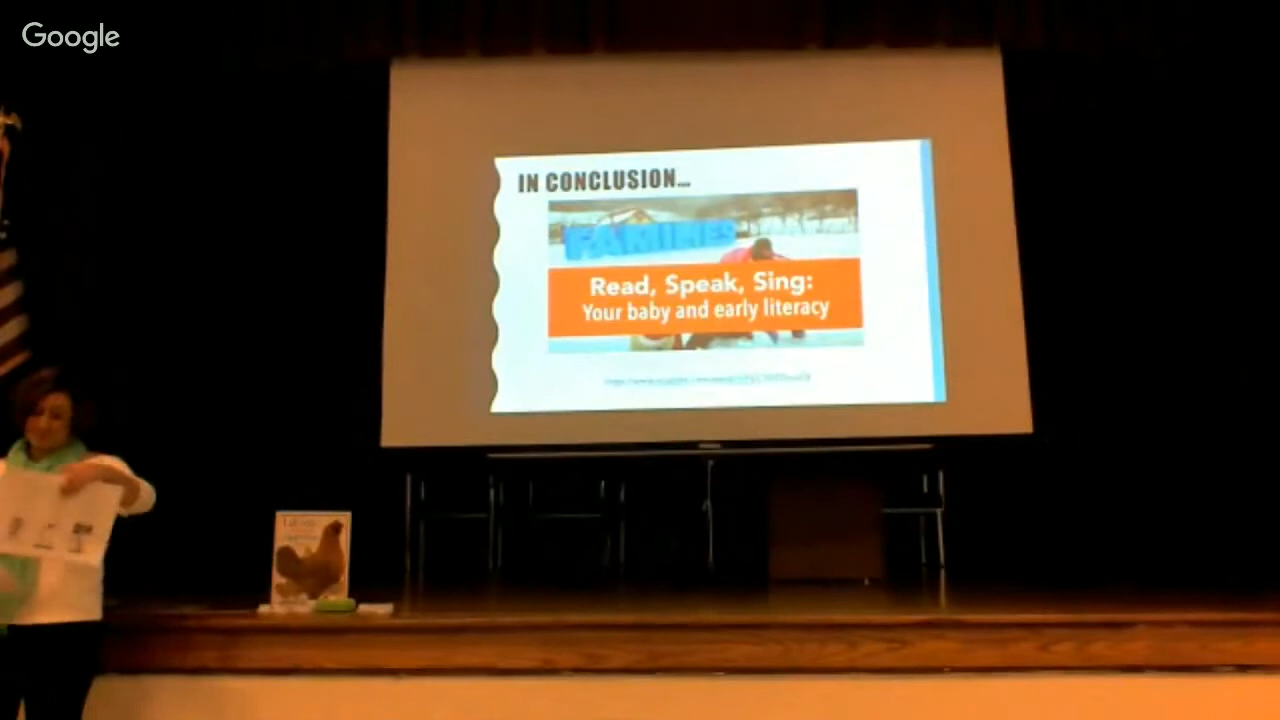 Google
IN CONCLUSION...
FAMILIES
Read, Speak, Sing:
Your baby and early literacy